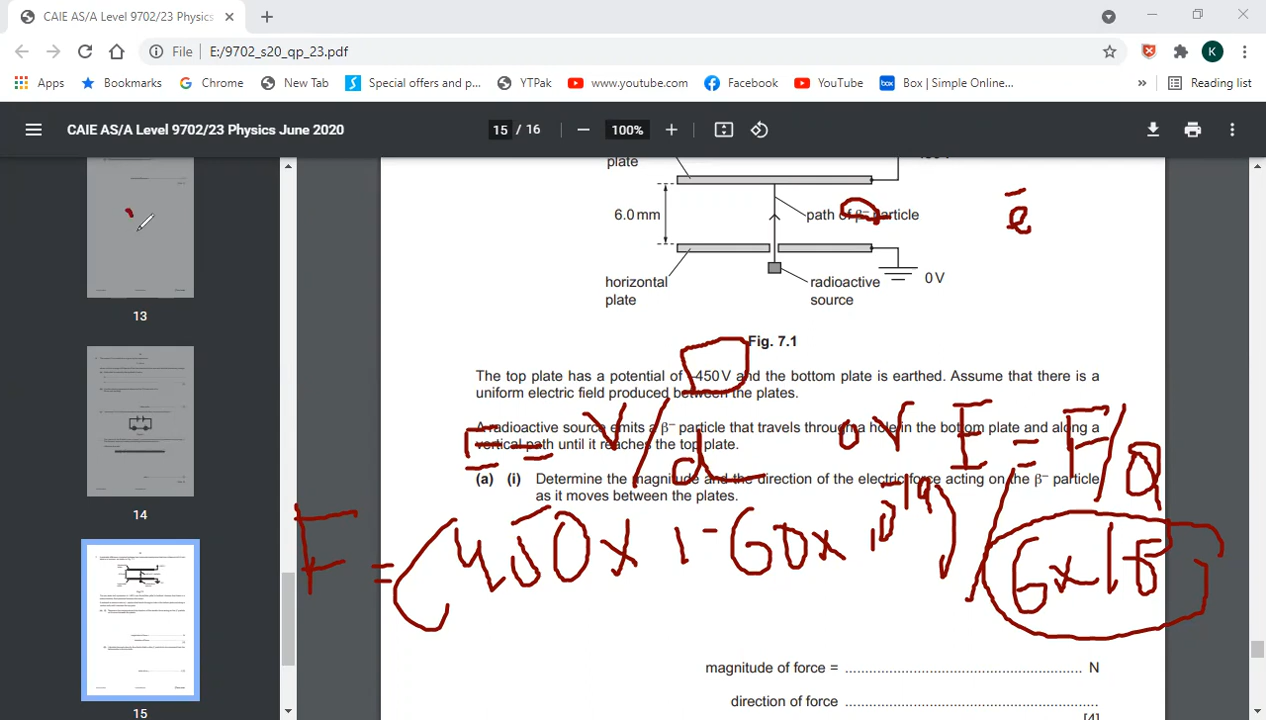 CAIE AS/A Level 9702/23 Physics
File E:/9702_s20_qp_23.pdf
K
Apps Bookmarks Chrome New Tab Special offers and p... YTPak www.youtube.com Facebook YouTube Box | Simple Online... » Reading list
CAIE AS/A Level 9702/23 Physics June 2020
15 / 16
100%
plate
6.0 mm
path of β⁻ particle
e̅
horizontal
plate
radioactive
source
0 V
Fig. 7.1
The top plate has a potential of –450 V and the bottom plate is earthed. Assume that there is a
uniform electric field produced between the plates.
A radioactive source emits a β⁻ particle that travels through a hole in the bottom plate and along a
vertical path until it reaches the top plate.
E = V/d or E = F/Q
(a) (i) Determine the magnitude and the direction of the electric force acting on the β⁻ particle
as it moves between the plates.
F = (450 x 1.60 x 10⁻¹⁹) /
magnitude of force = ........................................................ N
direction of force ........................................................
[4]
13
14
15